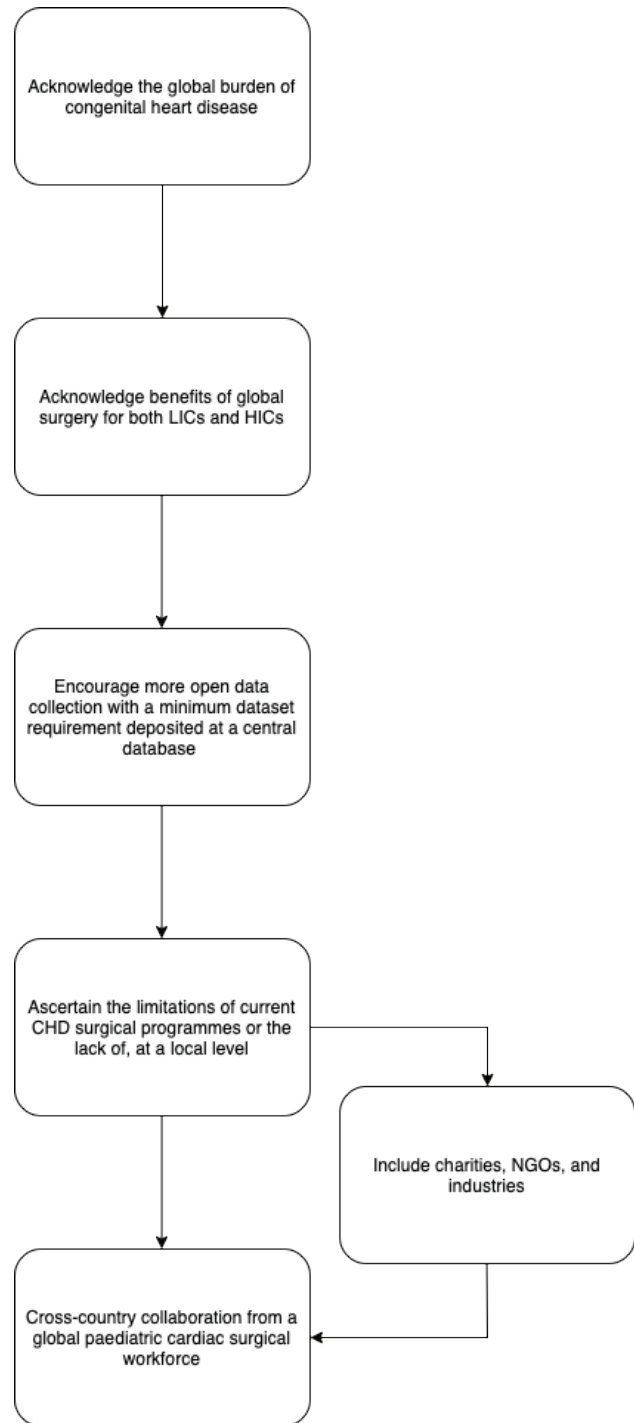 Acknowledge the global burden of
congenital heart disease
Acknowledge benefits of global
surgery for both LICs and HICs
Encourage more open data
collection with a minimum dataset
requirement deposited at a central
database
Ascertain the limitations of current
CHD surgical programmes or the
lack of, at a local level
Include charities, NGOs, and
industries
Cross-country collaboration from a
global paediatric cardiac surgical
workforce